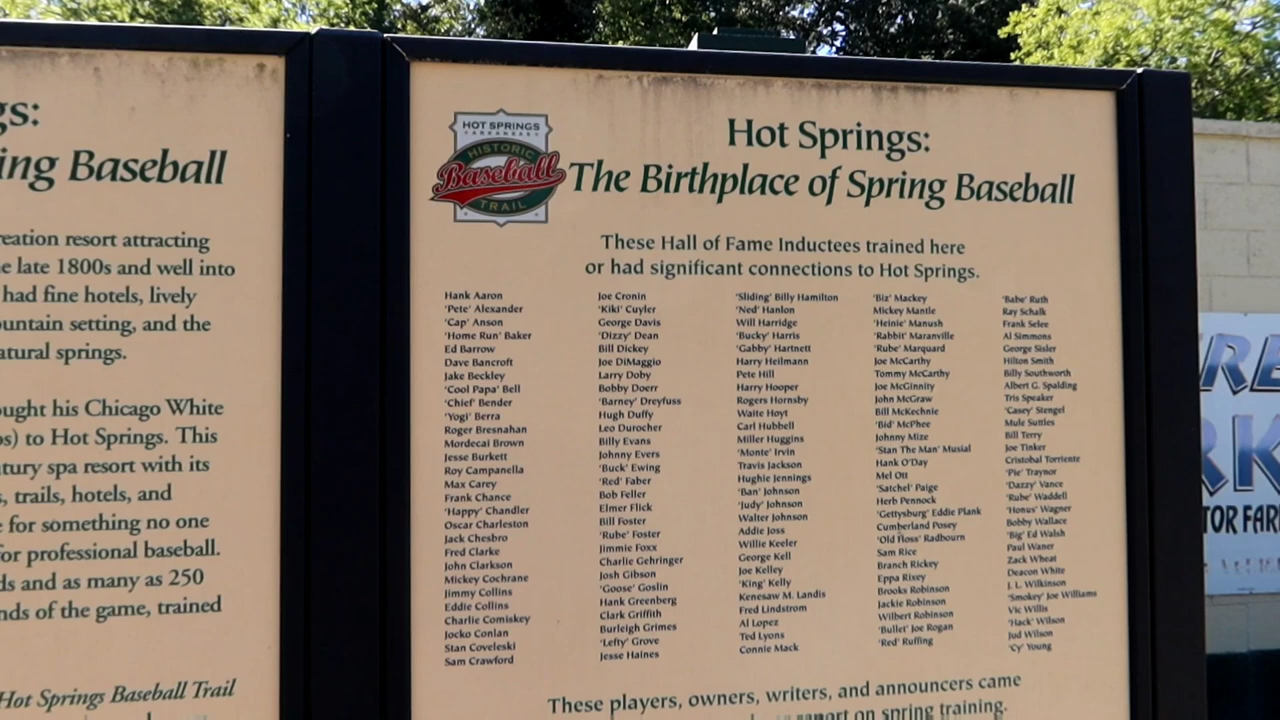 gs:
ing Baseball
eation resort attracting
e late 1800s and well into
had fine hotels, lively
ountain setting, and the
atural springs.
ought his Chicago White
os) to Hot Springs. This
tury spa resort with its
s, trails, hotels, and
e for something no one
or professional baseball.
ds and as many as 250
nds of the game, trained
Hot Springs Baseball Trail
HOT SPRINGS
ARKANSAS
HISTORIC
Baseball
TRAIL
Hot Springs:
The Birthplace of Spring Baseball
These Hall of Fame Inductees trained here
or had significant connections to Hot Springs.
Hank Aaron
'Pete' Alexander
'Cap' Anson
'Home Run' Baker
Ed Barrow
Dave Bancroft
Jake Beckley
'Cool Papa' Bell
'Chief' Bender
'Yogi' Berra
Roger Bresnahan
Mordecai Brown
Jesse Burkett
Roy Campanella
Max Carey
Frank Chance
'Happy' Chandler
Oscar Charleston
Jack Chesbro
Fred Clarke
John Clarkson
Mickey Cochrane
Jimmy Collins
Eddie Collins
Charlie Comiskey
Jocko Conlan
Stan Coveleski
Sam Crawford
Joe Cronin
'Kiki' Cuyler
George Davis
'Dizzy' Dean
Bill Dickey
Joe DiMaggio
Larry Doby
Bobby Doerr
'Barney' Dreyfuss
Hugh Duffy
Leo Durocher
Billy Evans
Johnny Evers
'Buck' Ewing
'Red' Faber
Bob Feller
Elmer Flick
Bill Foster
'Rube' Foster
Jimmie Foxx
Charlie Gehringer
Josh Gibson
'Goose' Goslin
Hank Greenberg
Clark Griffith
Burleigh Grimes
'Lefty' Grove
Jesse Haines
'Sliding' Billy Hamilton
'Ned' Hanlon
Will Harridge
'Bucky' Harris
'Gabby' Hartnett
Harry Heilmann
Pete Hill
Harry Hooper
Rogers Hornsby
Waite Hoyt
Carl Hubbell
Miller Huggins
'Monte' Irvin
Travis Jackson
Hughie Jennings
'Ban' Johnson
'Judy' Johnson
Walter Johnson
Addie Joss
Willie Keeler
George Kell
Joe Kelley
'King' Kelly
Kenesaw M. Landis
Fred Lindstrom
Al Lopez
Ted Lyons
Connie Mack
'Biz' Mackey
Mickey Mantle
'Heinie' Manush
'Rabbit' Maranville
'Rube' Marquard
Joe McCarthy
Tommy McCarthy
Joe McGinnity
John McGraw
Bill McKechnie
'Bid' McPhee
Johnny Mize
'Stan The Man' Musial
Hank O'Day
Mel Ott
'Satchel' Paige
Herb Pennock
'Gettysburg' Eddie Plank
Cumberland Posey
'Old Hoss' Radbourn
Sam Rice
Branch Rickey
Eppa Rixey
Brooks Robinson
Jackie Robinson
Wilbert Robinson
'Bullet' Joe Rogan
'Red' Ruffing
'Babe' Ruth
Ray Schalk
Frank Selee
Al Simmons
George Sisler
Hilton Smith
Billy Southworth
Albert G. Spalding
Tris Speaker
'Casey' Stengel
Mule Suttles
Bill Terry
Joe Tinker
Cristobal Torriente
'Pie' Traynor
'Dazzy' Vance
'Rube' Waddell
'Honus' Wagner
Bobby Wallace
'Big' Ed Walsh
Paul Waner
Zack Wheat
Deacon White
J. L. Wilkinson
'Smokey' Joe Williams
Vic Willis
'Hack' Wilson
Jud Wilson
'Cy' Young
These players, owners, writers, and announcers came
report on spring training.
RE
RK
TOR FAR